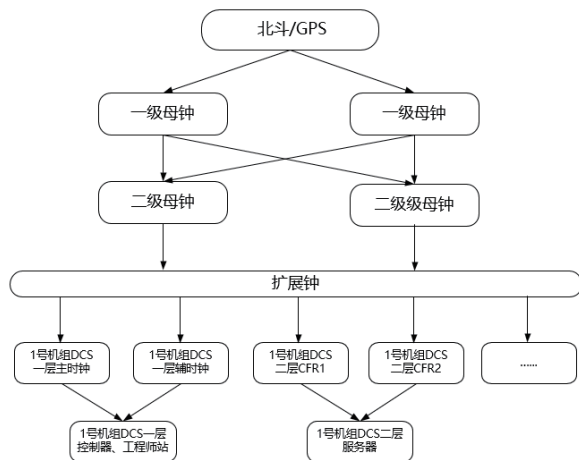 北斗/GPS
一级母钟
一级母钟
二级母钟
二级级母钟
扩展钟
1号机组DCS
一层主时钟
1号机组DCS
一层辅时钟
1号机组DCS
二层CFR1
1号机组DCS
二层CFR2
……
1号机组DCS一层
控制器、工程师站
1号机组DCS二层
服务器